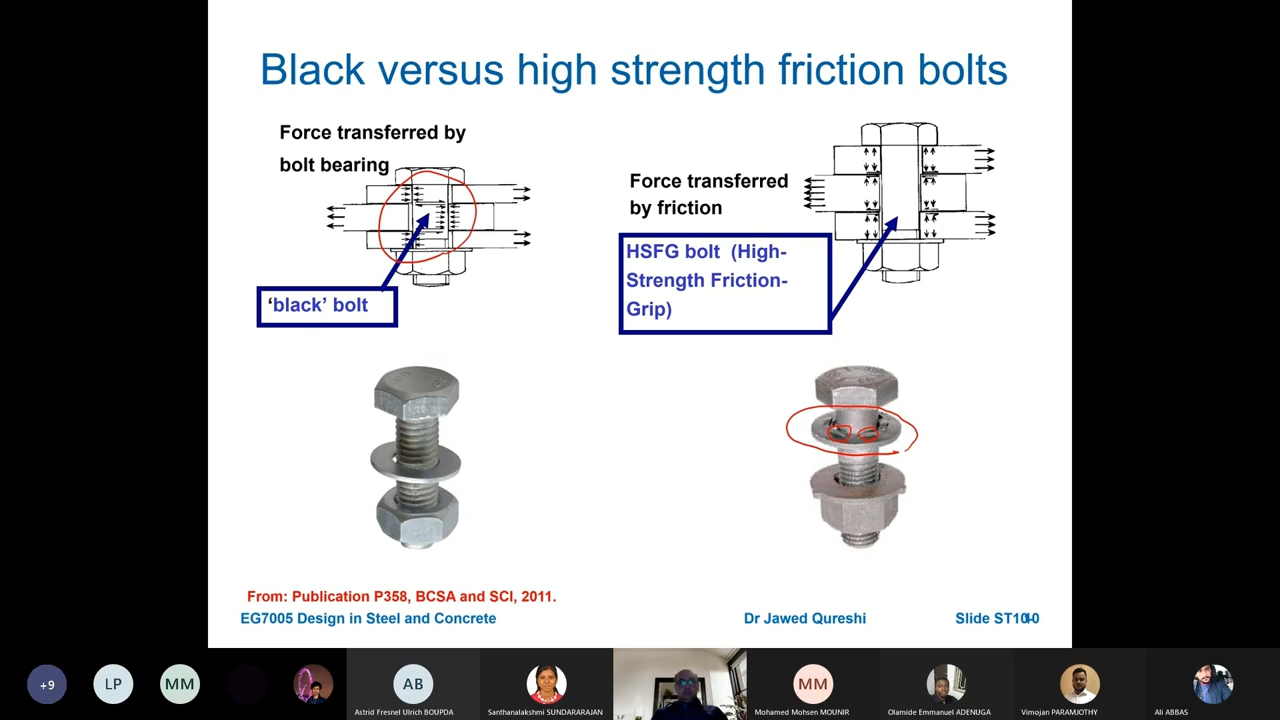 Black versus high strength friction bolts
Force transferred by
bolt bearing
'black' bolt
Force transferred
by friction
HSFG bolt (High-
Strength Friction-
Grip)
From: Publication P358, BCSA and SCI, 2011.
EG7005 Design in Steel and Concrete
Dr Jawed Qureshi
Slide ST10
+9
LP
MM
AB
MM
Astrid Fresnel Ulrich BOUPDA
Santhanalakshmi SUNDARARAJAN
Mohamed Mohsen MOUNIR
Olamide Emmanuel ADENUGA
Vimojan PARAMJOTHY
Ali ABBAS